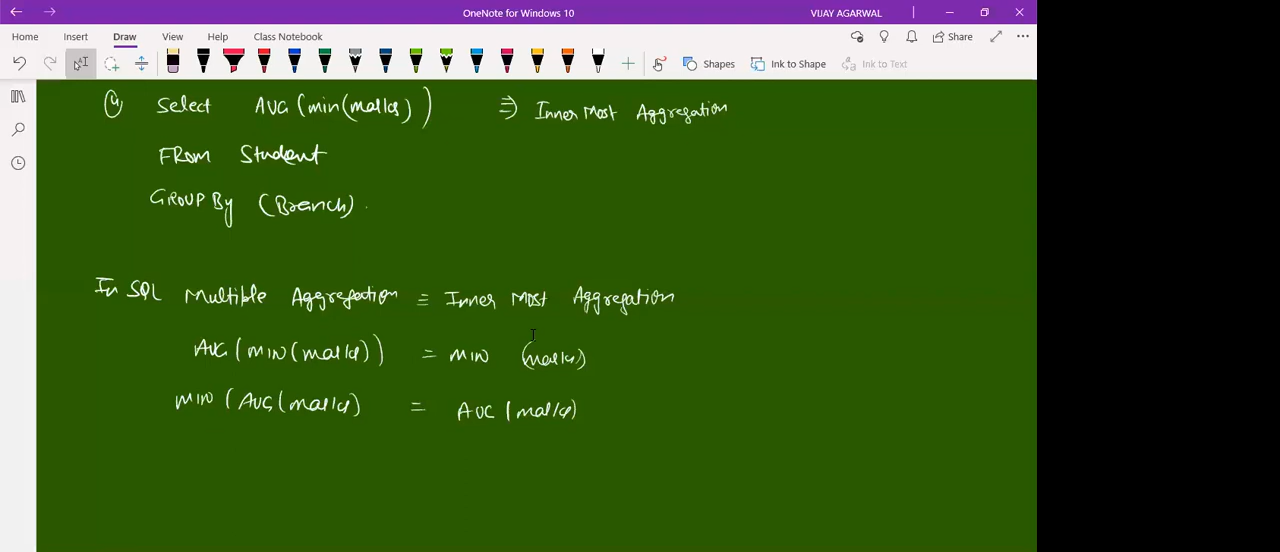 OneNote for Windows 10
VIJAY AGARWAL
Home Insert Draw View Help Class Notebook
Share
Shapes Ink to Shape Ink to Text
(4) Select AVG (min(marks)) ⇒ Inner Most Aggregation
FRom Student
GROUP By (Branch).
In SQL Multiple Aggregation ≡ Inner Most Aggregation
AVG (MIN (marks)) = MIN (marks)
MIN (AVG (marks) = AVG (marks)